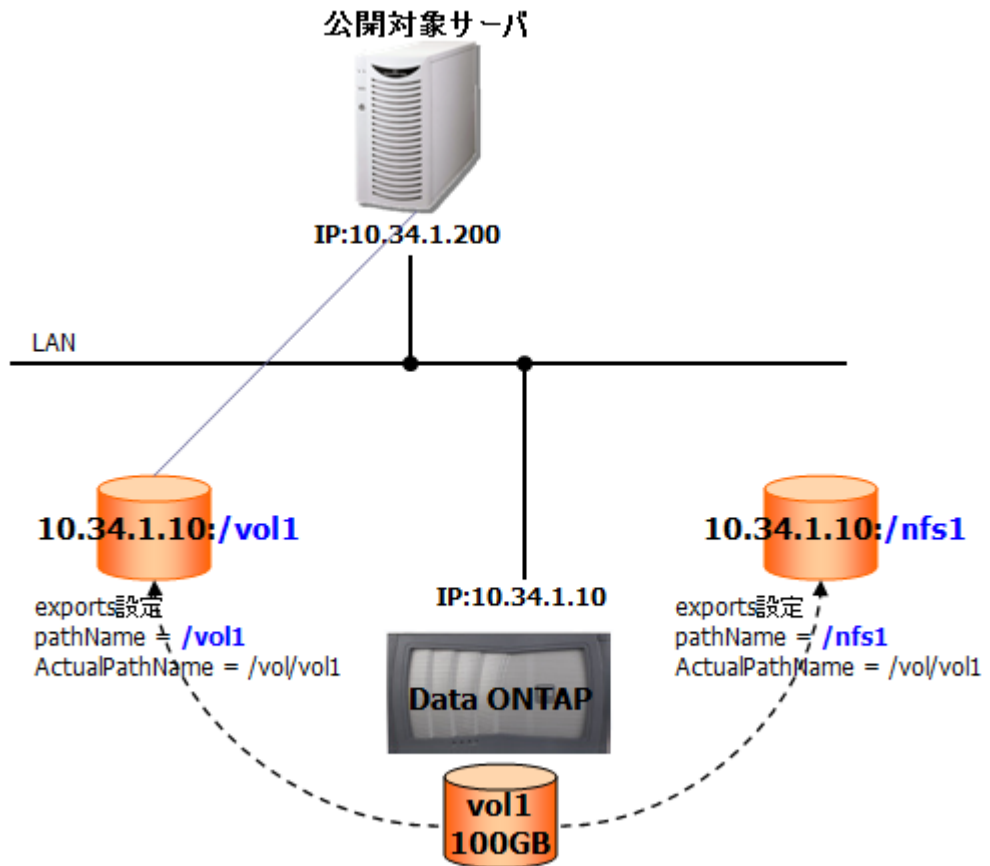 公開対象サーバ
IP:10.34.1.200
LAN
10.34.1.10:/vol1
10.34.1.10:/nfs1
IP:10.34.1.10
exports設定
pathName = /vol1
ActualPathName = /vol/vol1
exports設定
pathName = /nfs1
ActualPathName = /vol/vol1
Data ONTAP
vol1
100GB